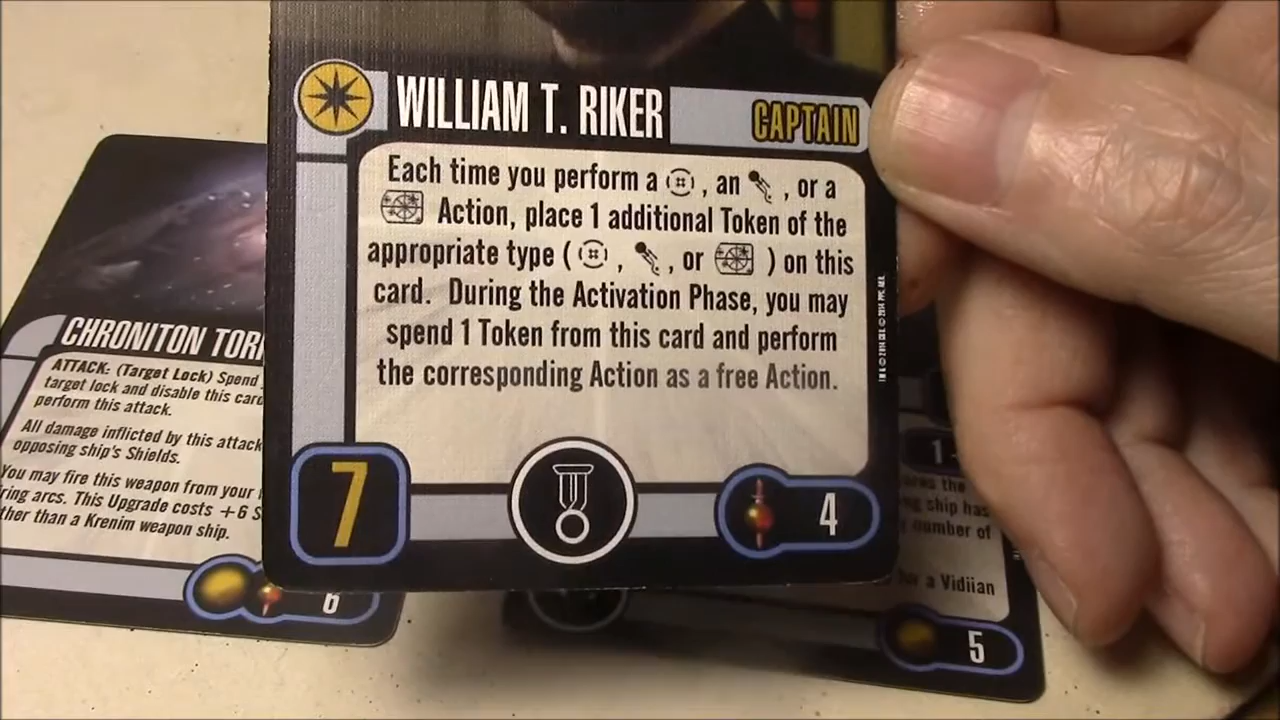 WILLIAM T. RIKER
CAPTAIN
Each time you perform a , an , or a
Action, place 1 additional Token of the
appropriate type ( , , or ) on this
card. During the Activation Phase, you may
spend 1 Token from this card and perform
the corresponding Action as a free Action.
7
4
CHRONITON
ATTACK: (Target Lock) Spend
target lock and disable this card
perform this attack.
All damage inflicted by this attack
opposing ship's Shields.
You may fire this weapon from your
arcs. This Upgrade costs +6 S
than a Krenim weapon ship.
6
1
the
ship has
number of
a Vidiian
5